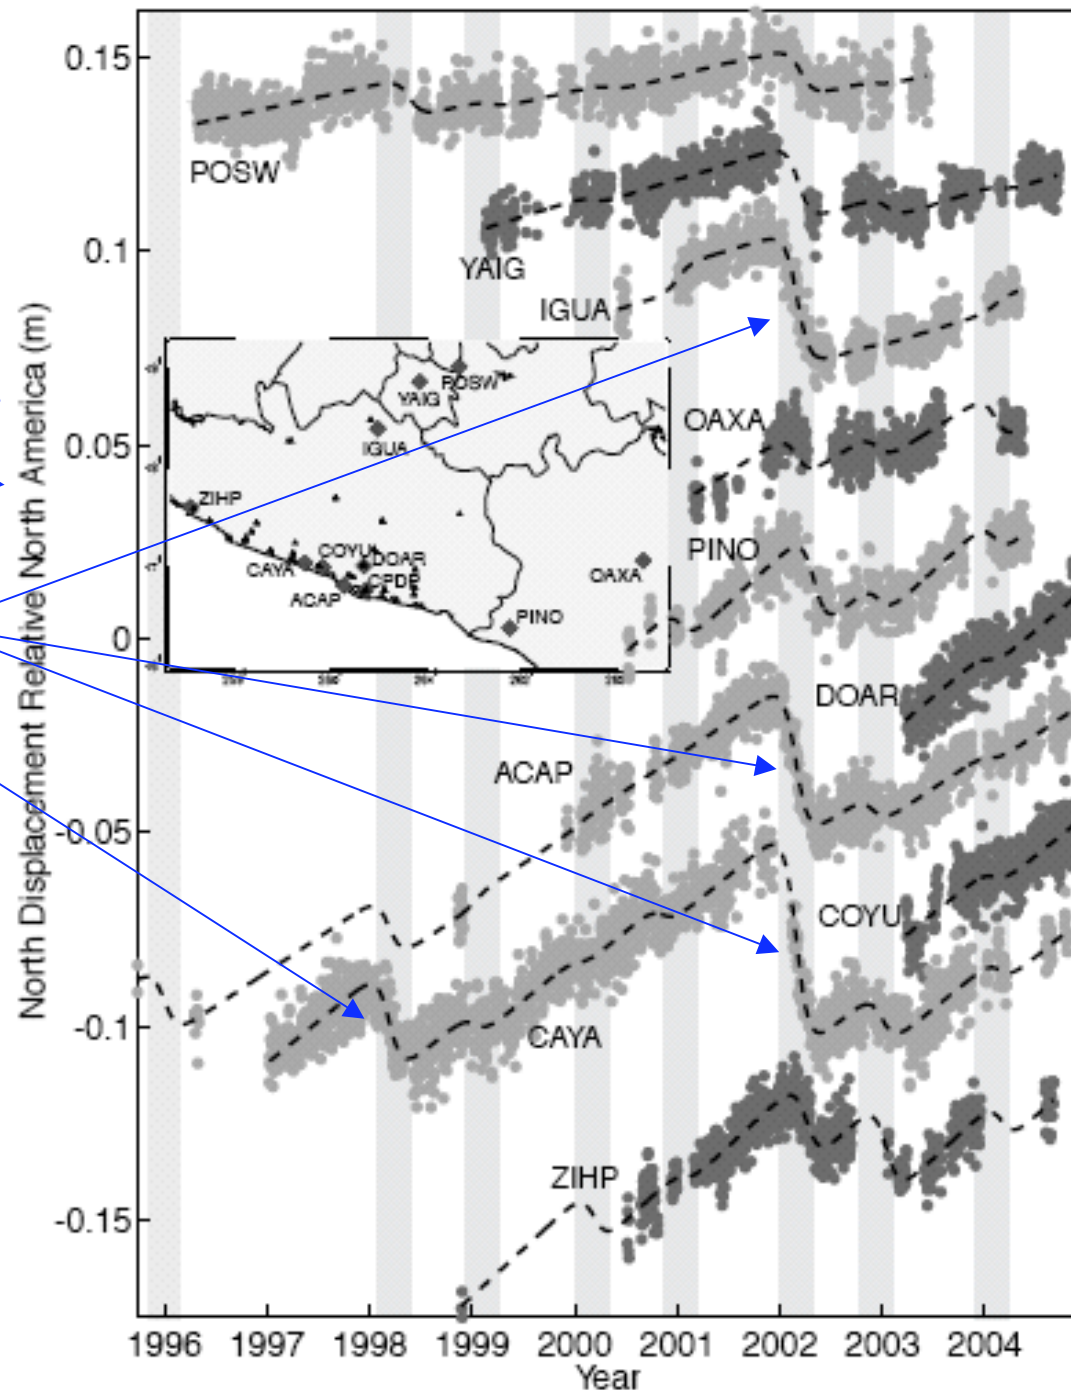 0.15
POSW
0.1
YAIG
IGUA
OAXA
0.05
PINO
0
DOAR
ACAP
-0.05
COYU
-0.1
CAYA
ZIHP
-0.15
North Displacement Relative North America (m)
POSW
YAIG
IGUA
ZIHP
COYU
DOAR
CAYA
CPDP
ACAP
OAXA
PINO
1996 1997 1998 1999 2000 2001 2002 2003 2004
Year